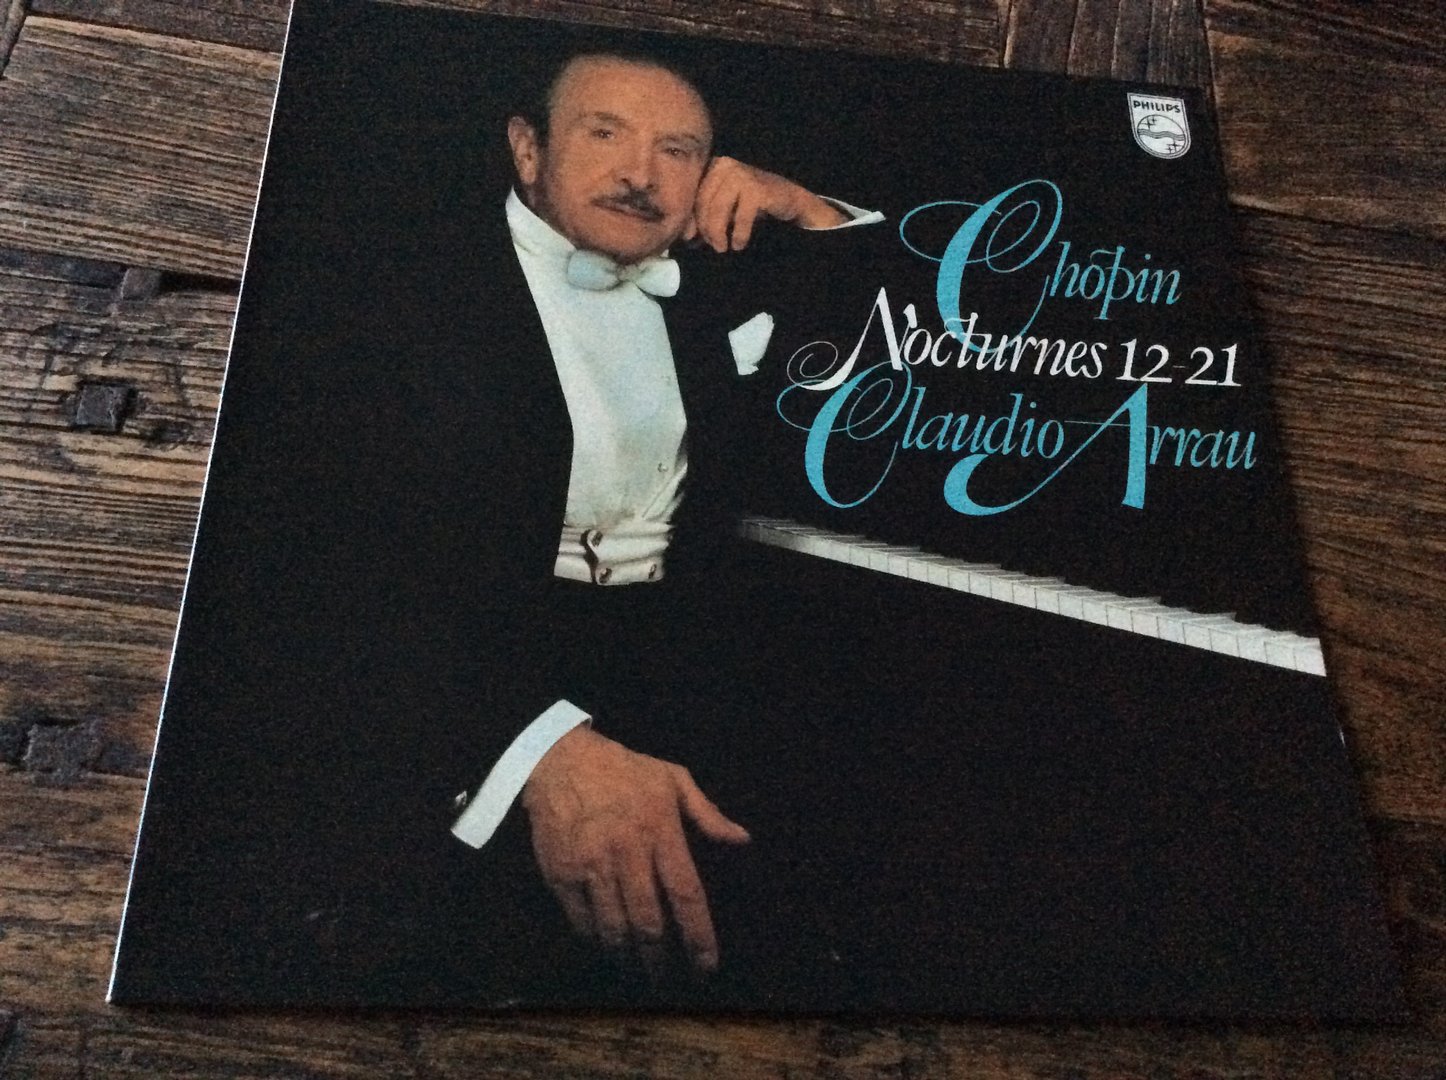 PHILIPS
Chopin
Nocturnes 12-21
Claudio Arrau